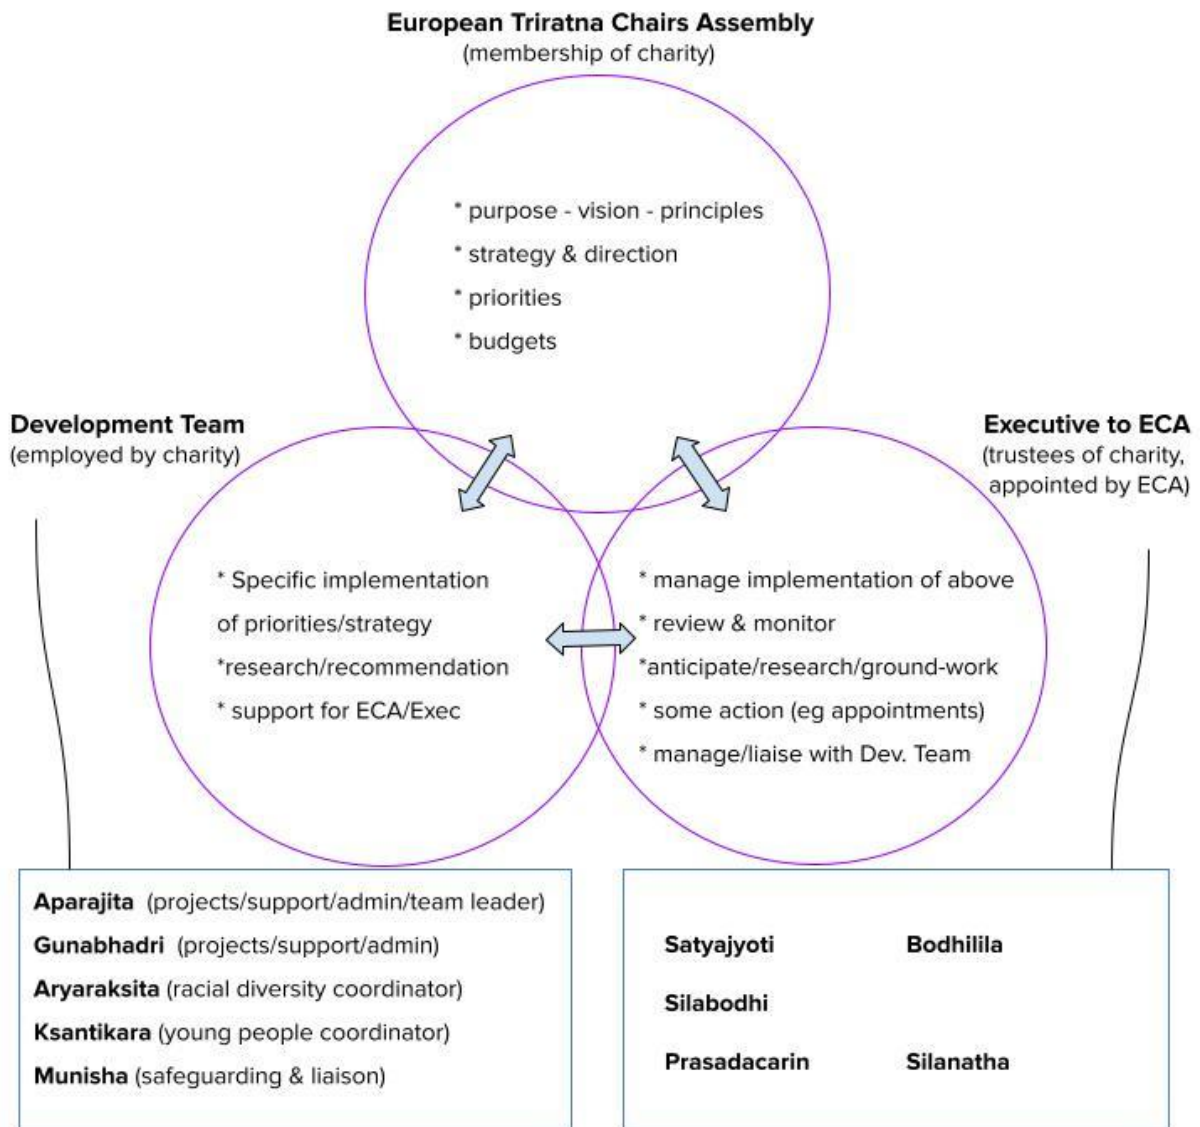 European Triratna Chairs Assembly
(membership of charity)
* purpose - vision - principles
* strategy & direction
* priorities
* budgets
Development Team
(employed by charity)
Executive to ECA
(trustees of charity,
appointed by ECA)
* Specific implementation
of priorities/strategy
*research/recommendation
* support for ECA/Exec
* manage implementation of above
* review & monitor
*anticipate/research/ground-work
* some action (eg appointments)
* manage/liaise with Dev. Team
Aparajita (projects/support/admin/team leader)
Gunabhadri (projects/support/admin)
Aryaraksita (racial diversity coordinator)
Ksantikara (young people coordinator)
Munisha (safeguarding & liaison)
Satyajyoti Bodhilila
Silabodhi
Prasadacarin Silanatha